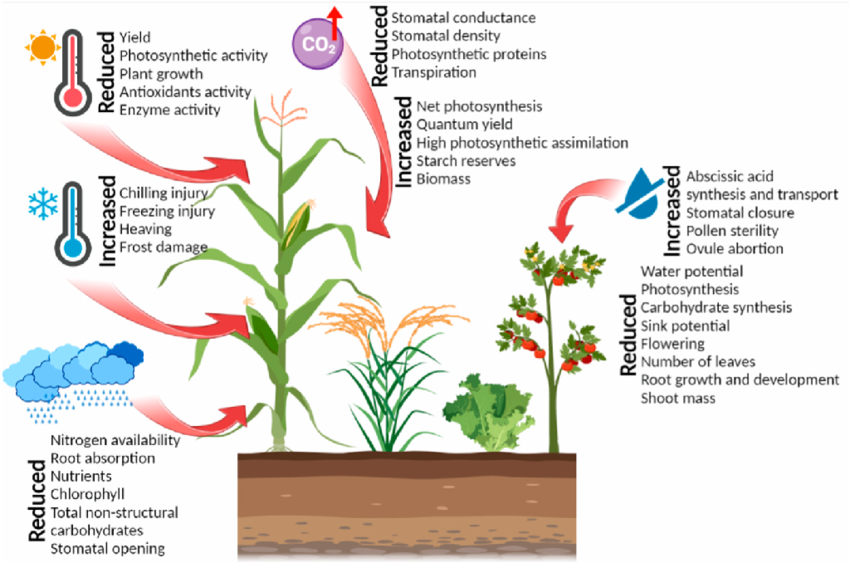 Reduced
Yield
Photosynthetic activity
Plant growth
Antioxidants activity
Enzyme activity
CO₂
Reduced
Stomatal conductance
Stomatal density
Photosynthetic proteins
Transpiration
Increased
Net photosynthesis
Quantum yield
High photosynthetic assimilation
Starch reserves
Biomass
Increased
Chilling injury
Freezing injury
Heaving
Frost damage
Increased
Abscissic acid
synthesis and transport
Stomatal closure
Pollen sterility
Ovule abortion
Reduced
Water potential
Photosynthesis
Carbohydrate synthesis
Sink potential
Flowering
Number of leaves
Root growth and development
Shoot mass
Reduced
Nitrogen availability
Root absorption
Nutrients
Chlorophyll
Total non-structural
carbohydrates
Stomatal opening